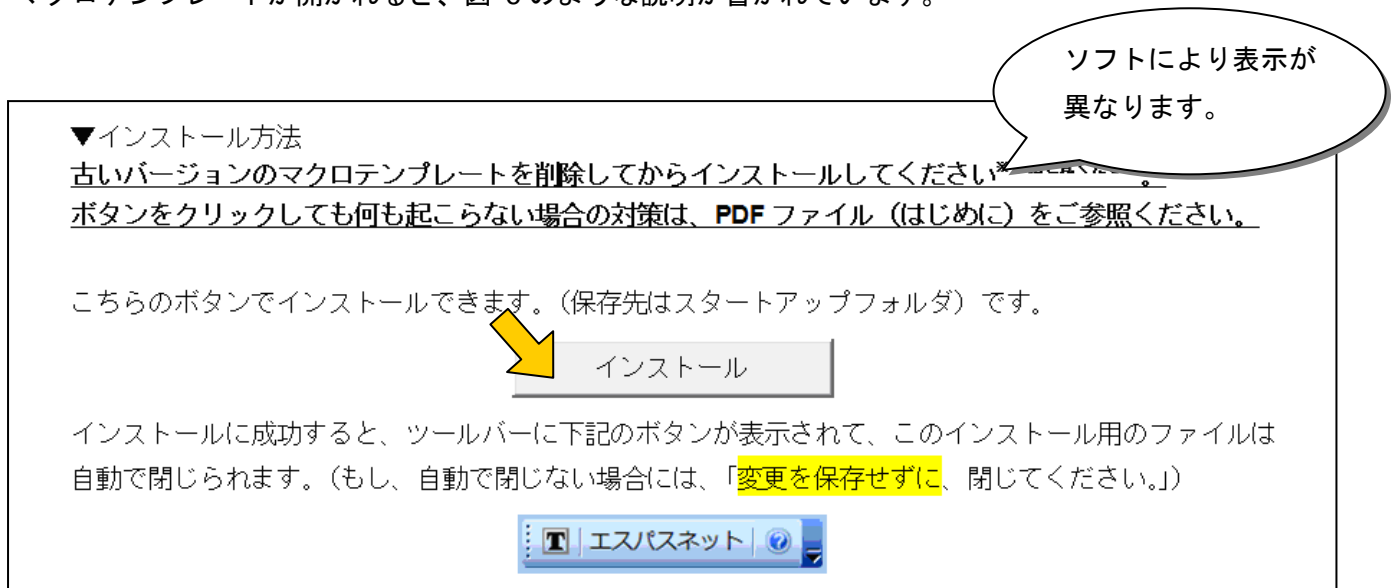 ソフトにより表示が
異なります。
▼インストール方法
古いバージョンのマクロテンプレートを削除してからインストールしてください
ボタンをクリックしても何も起こらない場合の対策は、PDF ファイル（はじめに）をご参照ください。
こちらのボタンでインストールできます。（保存先はスタートアップフォルダ）です。
インストール
インストールに成功すると、ツールバーに下記のボタンが表示されて、このインストール用のファイルは
自動で閉じられます。（もし、自動で閉じない場合には、「変更を保存せずに、閉じてください。」）
T エスパスネット ?